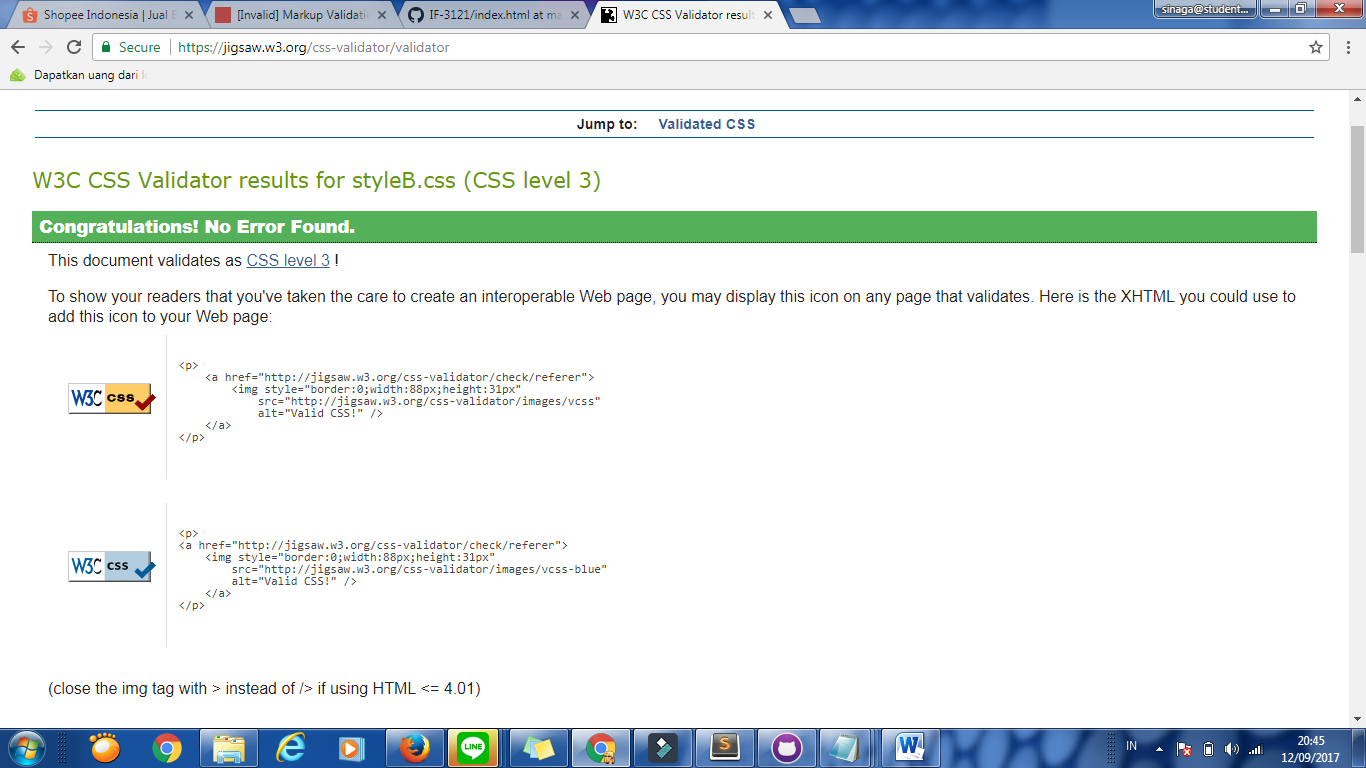 Shopee Indonesia | Jual
[Invalid] Markup Validati
IF-3121/index.html at ma
W3C CSS Validator result
sinaga@student...
Secure
https://jigsaw.w3.org/css-validator/validator
Dapatkan uang dari
Jump to: Validated CSS
W3C CSS Validator results for styleB.css (CSS level 3)
Congratulations! No Error Found.
This document validates as CSS level 3 !
To show your readers that you've taken the care to create an interoperable Web page, you may display this icon on any page that validates. Here is the XHTML you could use to
add this icon to your Web page:
W3C css
<p>
<a href="http://jigsaw.w3.org/css-validator/check/referer">
<img style="border:0;width:88px;height:31px"
src="http://jigsaw.w3.org/css-validator/images/vcss"
alt="Valid CSS!" />
</a>
</p>
W3C css
<p>
<a href="http://jigsaw.w3.org/css-validator/check/referer">
<img style="border:0;width:88px;height:31px"
src="http://jigsaw.w3.org/css-validator/images/vcss-blue"
alt="Valid CSS!" />
</a>
</p>
(close the img tag with > instead of /> if using HTML <= 4.01)
LINE
S
W
IN
20:45
12/09/2017